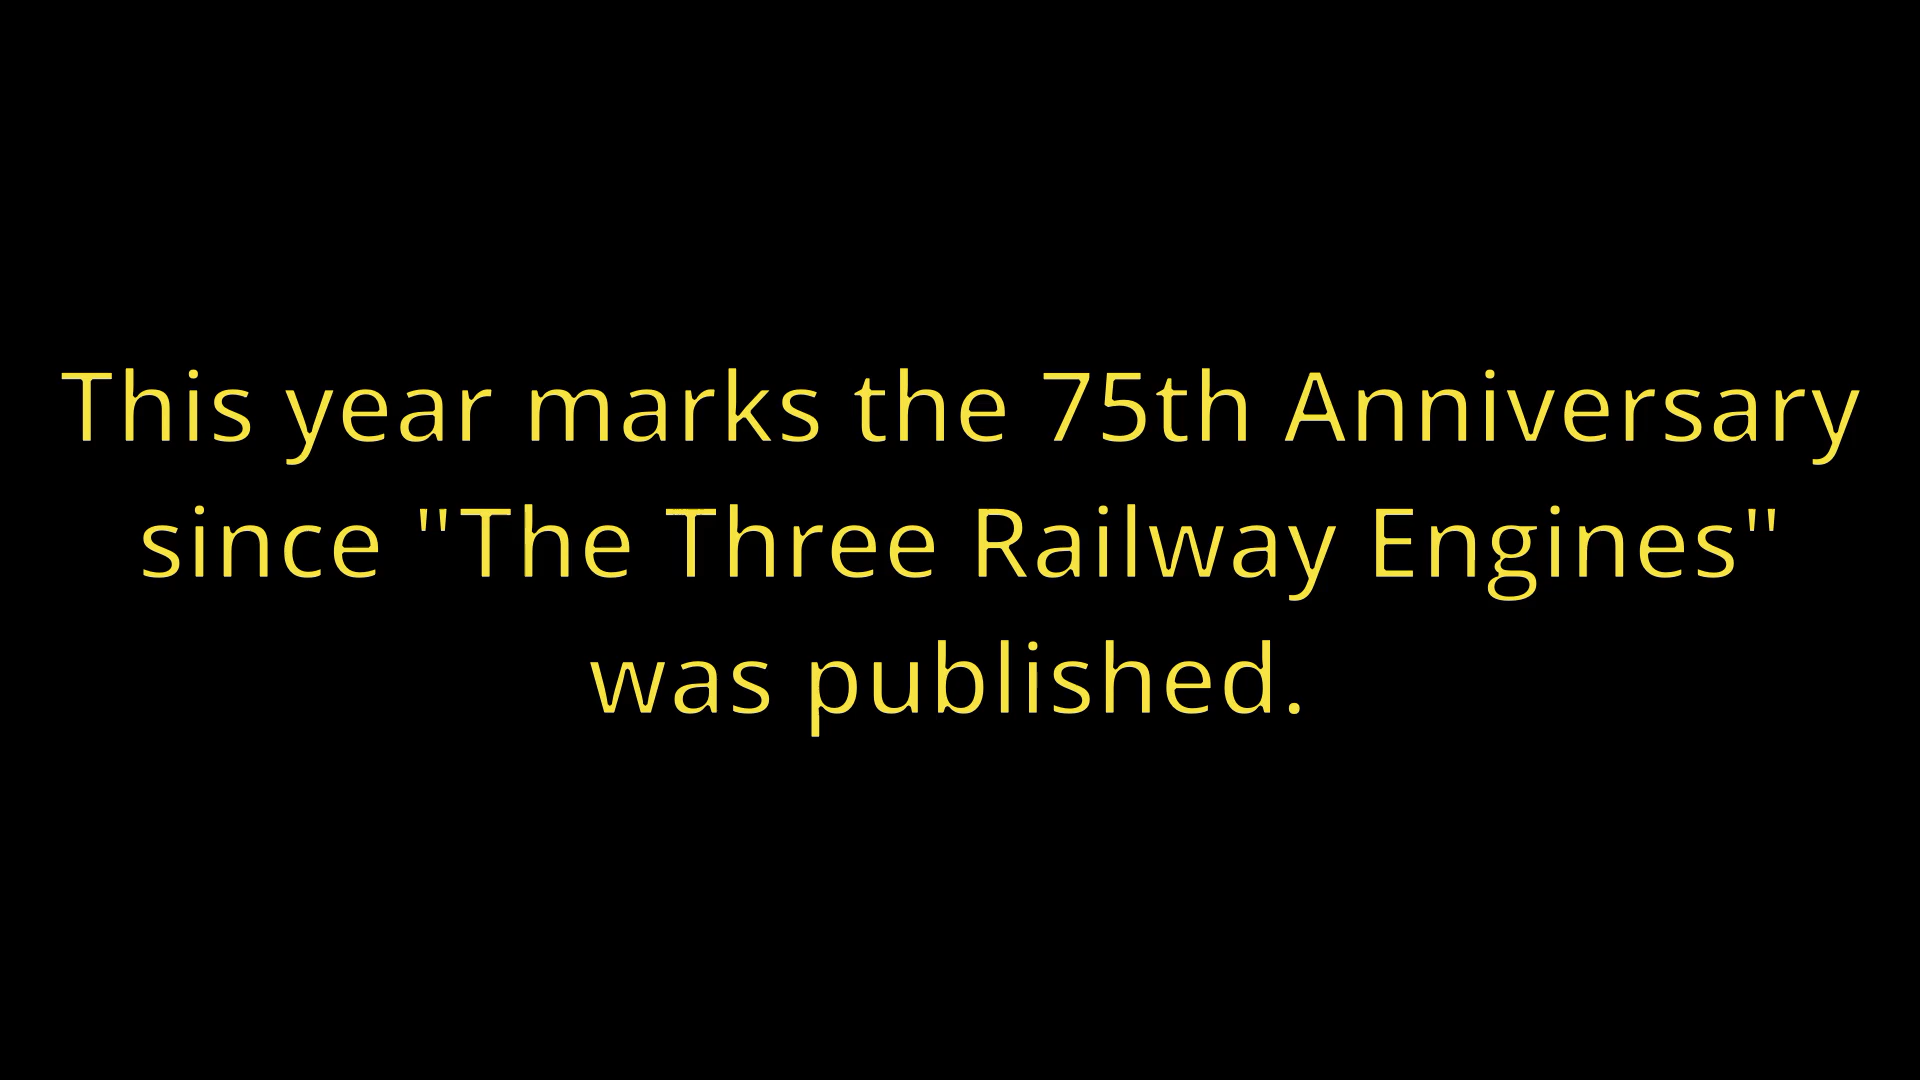 This year marks the 75th Anniversary
since "The Three Railway Engines"
was published.